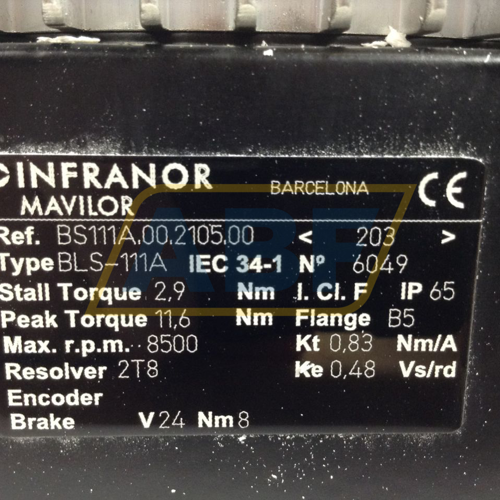 INFRANOR BARCELONA CE
MAVILOR
Ref. BS111A.00.2105.00 < 203 >
Type BLS-111A IEC 34-1 Nº 6049
Stall Torque 2,9 Nm I. Cl. F IP 65
Peak Torque 11,6 Nm Flange B5
Max. r.p.m. 8500 Kt 0,83 Nm/A
Resolver 2T8 Ke 0,48 Vs/rd
Encoder
Brake V 24 Nm 8
ABF